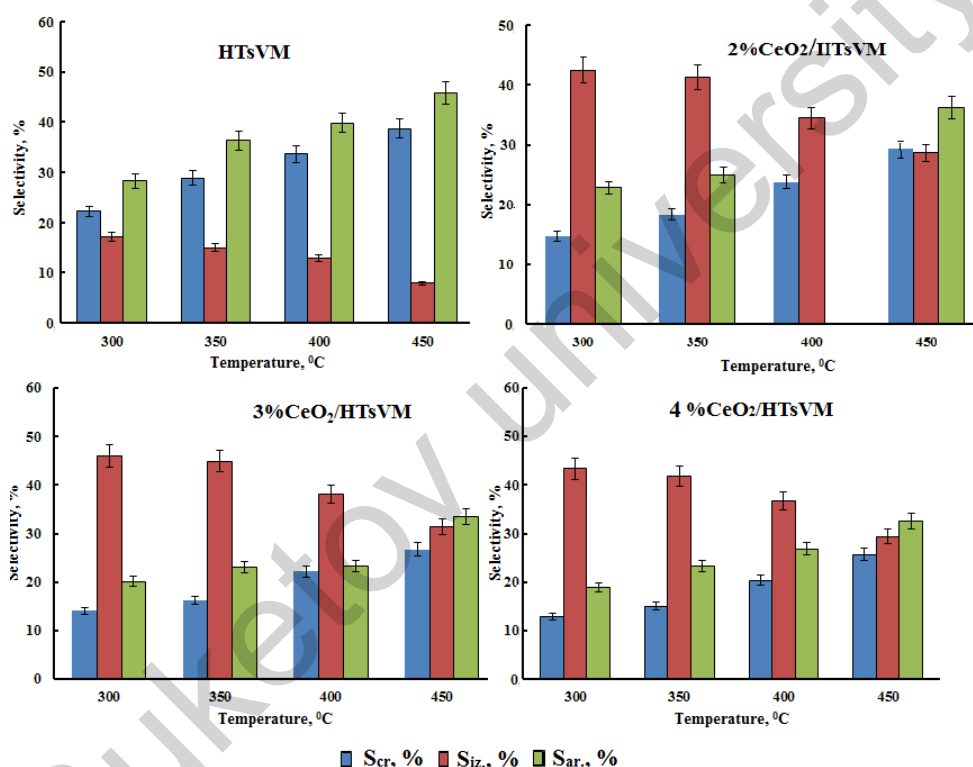 HTsVM
Selectivity, %
60
50
40
30
20
10
0
300 350 400 450
Temperature, ⁰C
2%CeO2/IITsVM
Selectivity, %
50
40
30
20
10
0
300 350 400 450
Temperature, ⁰C
3%CeO₂/HTsVM
Selectivity, %
60
50
40
30
20
10
0
300 350 400 450
Temperature, ⁰C
4 %CeO₂/HTsVM
Selectivity, %
60
50
40
30
20
10
0
300 350 400 450
Temperature, ⁰C
Scr, % Siz., % Sar., %
Buketov university